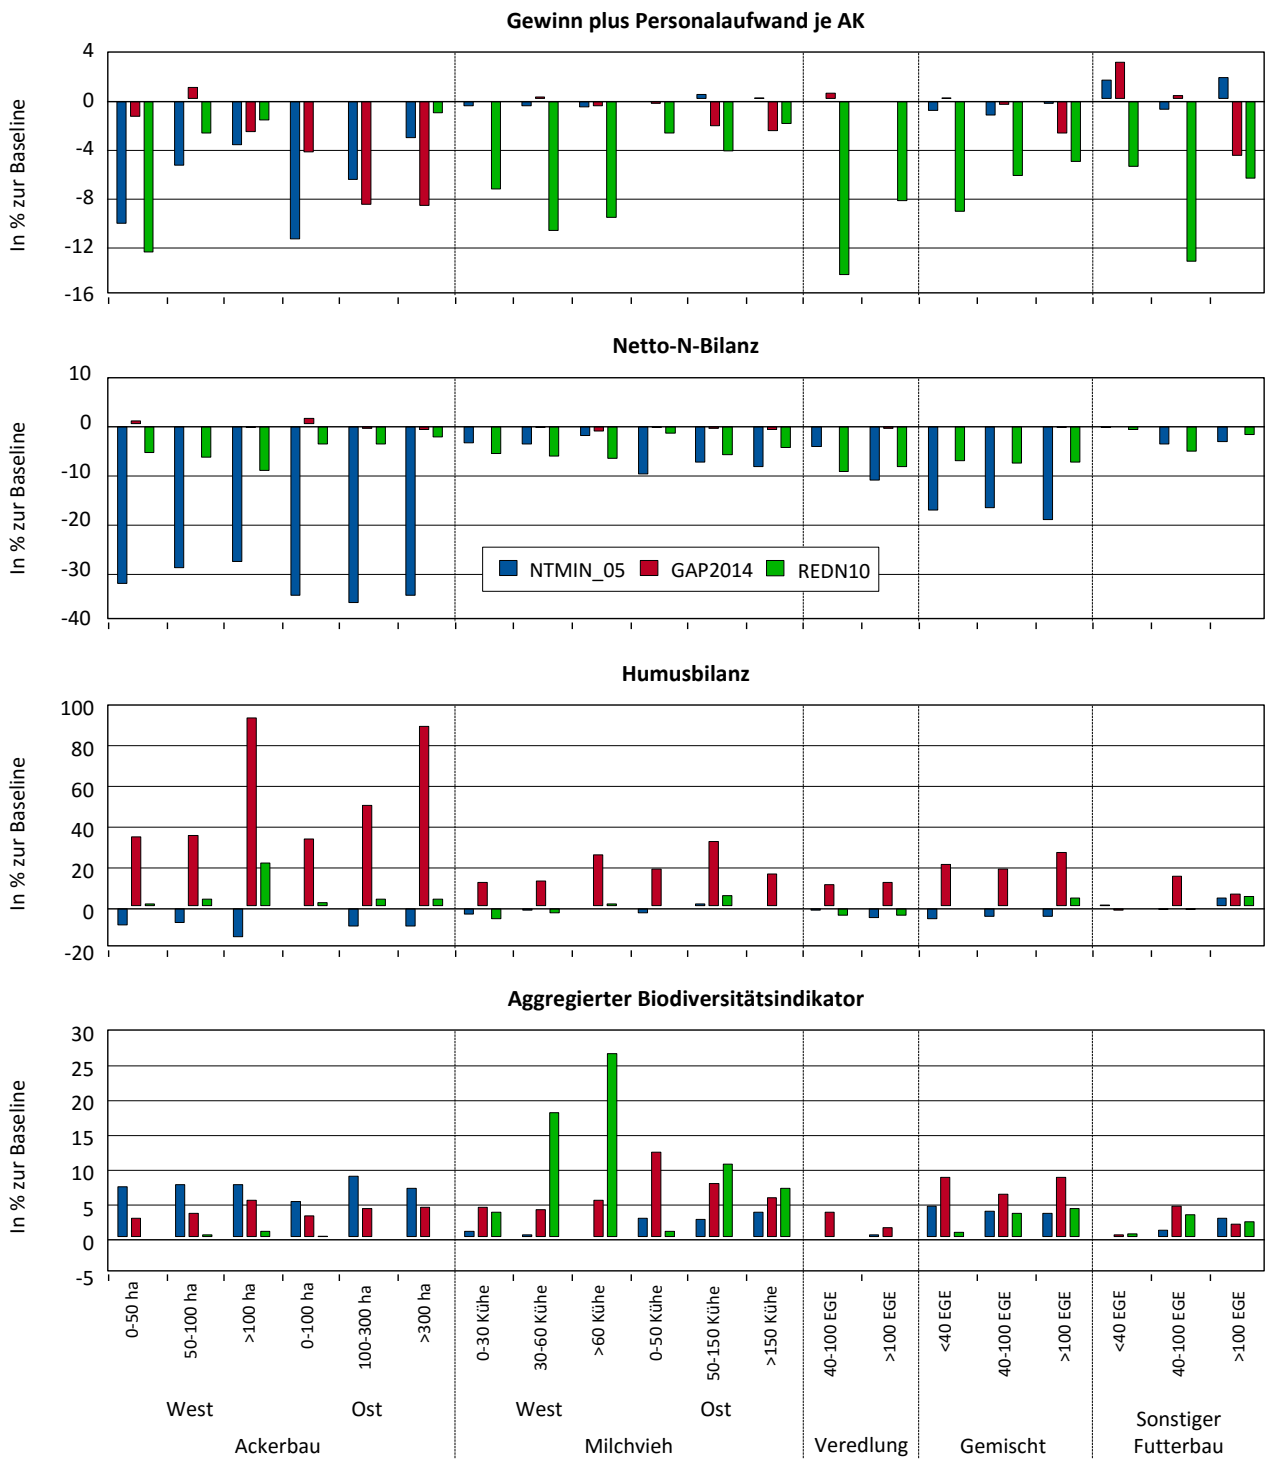 Gewinn plus Personalaufwand je AK
In % zur Baseline
4
0
-4
-8
-12
-16
Netto-N-Bilanz
In % zur Baseline
10
0
-10
-20
-30
-40
NTMIN_05 GAP2014 REDN10
Humusbilanz
In % zur Baseline
100
80
60
40
20
0
-20
Aggregierter Biodiversitätsindikator
In % zur Baseline
30
25
20
15
10
5
0
-5
0-50 ha
50-100 ha
>100 ha
0-100 ha
100-300 ha
>300 ha
0-30 Kühe
30-60 Kühe
>60 Kühe
0-50 Kühe
50-150 Kühe
>150 Kühe
40-100 EGE
>100 EGE
<40 EGE
40-100 EGE
>100 EGE
<40 EGE
40-100 EGE
>100 EGE
West Ost West Ost
Ackerbau Milchvieh Veredlung Gemischt
Sonstiger
Futterbau